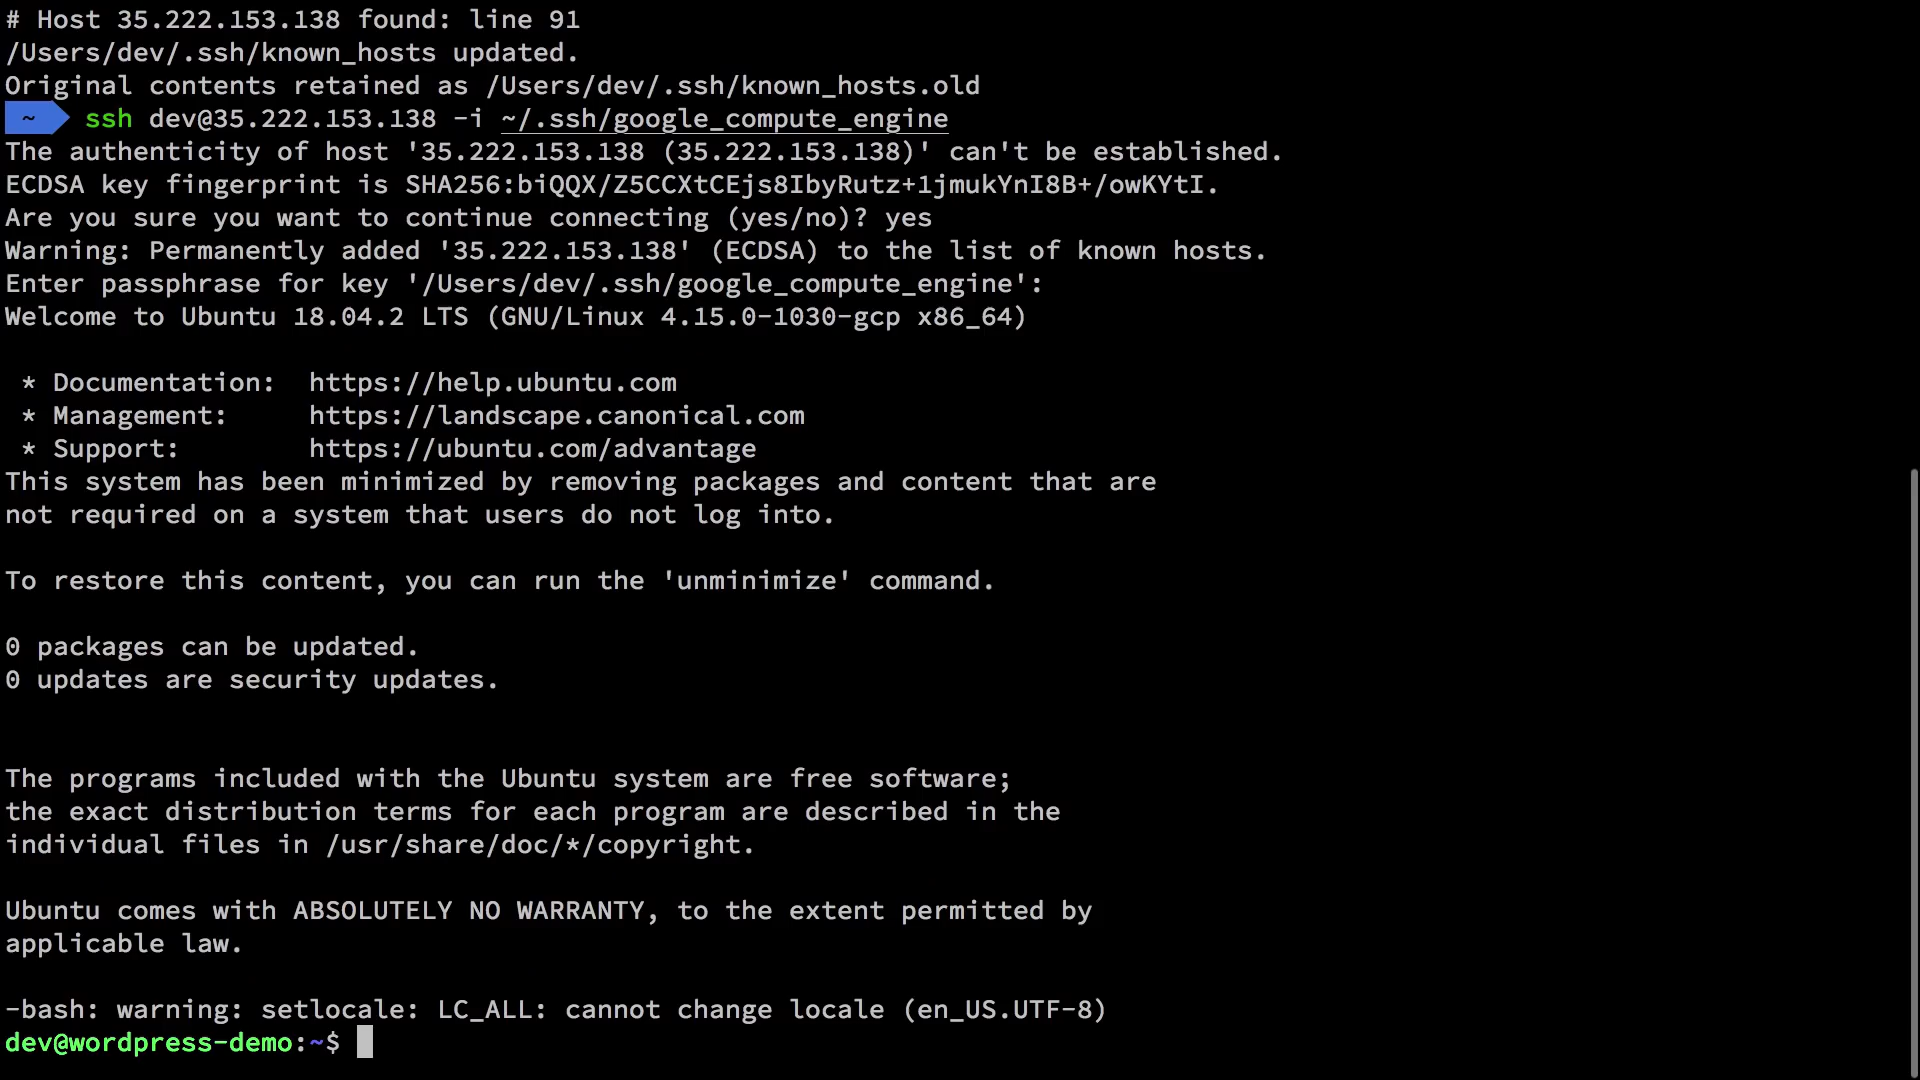 # Host 35.222.153.138 found: line 91
/Users/dev/.ssh/known_hosts updated.
Original contents retained as /Users/dev/.ssh/known_hosts.old
~ ssh dev@35.222.153.138 -i ~/.ssh/google_compute_engine
The authenticity of host '35.222.153.138 (35.222.153.138)' can't be established.
ECDSA key fingerprint is SHA256:biQQX/Z5CCXtCEjs8IbyRutz+1jmukYnI8B+/owKYtI.
Are you sure you want to continue connecting (yes/no)? yes
Warning: Permanently added '35.222.153.138' (ECDSA) to the list of known hosts.
Enter passphrase for key '/Users/dev/.ssh/google_compute_engine':
Welcome to Ubuntu 18.04.2 LTS (GNU/Linux 4.15.0-1030-gcp x86_64)

 * Documentation:  https://help.ubuntu.com
 * Management:     https://landscape.canonical.com
 * Support:        https://ubuntu.com/advantage
This system has been minimized by removing packages and content that are
not required on a system that users do not log into.

To restore this content, you can run the 'unminimize' command.

0 packages can be updated.
0 updates are security updates.


The programs included with the Ubuntu system are free software;
the exact distribution terms for each program are described in the
individual files in /usr/share/doc/*/copyright.

Ubuntu comes with ABSOLUTELY NO WARRANTY, to the extent permitted by
applicable law.

-bash: warning: setlocale: LC_ALL: cannot change locale (en_US.UTF-8)
dev@wordpress-demo:~$